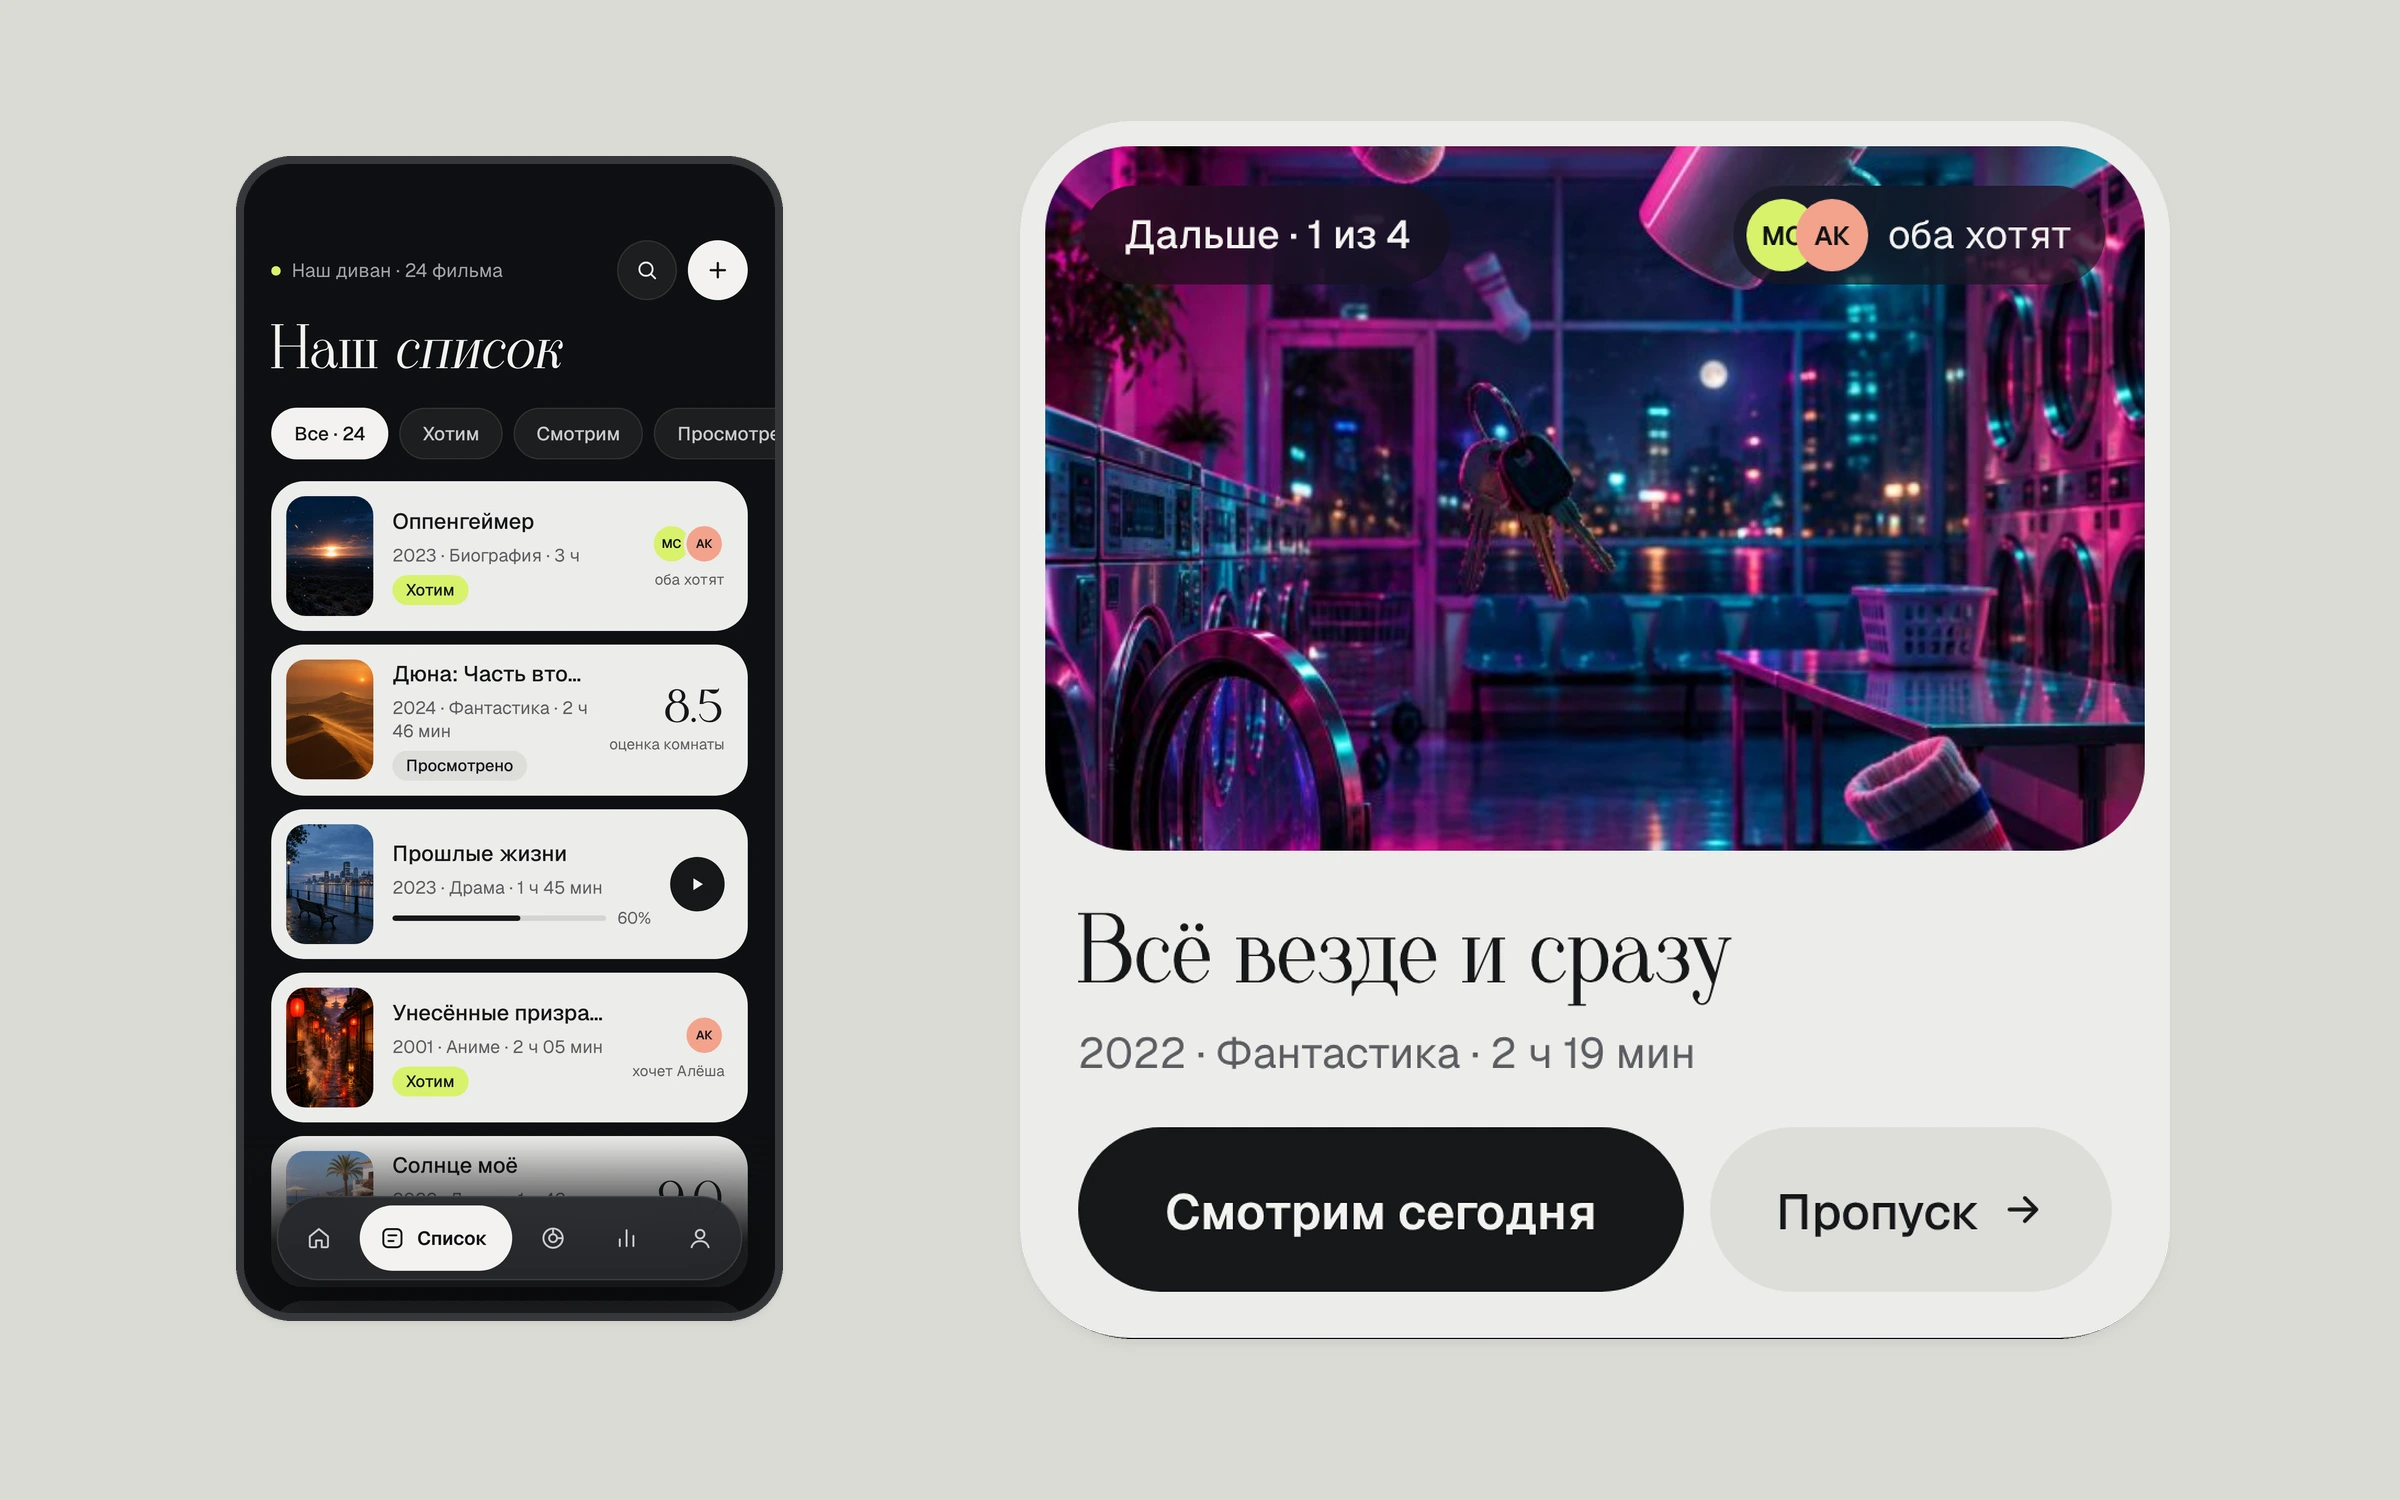 Наш диван · 24 фильма
Наш список
Все · 24
Хотим
Смотрим
Просмотре
Оппенгеймер
2023 · Биография · 3 ч
Хотим
МС
АК
оба хотят
Дюна: Часть вто...
2024 · Фантастика · 2 ч
46 мин
Просмотрено
8.5
оценка комнаты
Прошлые жизни
2023 · Драма · 1 ч 45 мин
60%
Унесённые призра...
2001 · Аниме · 2 ч 05 мин
Хотим
АК
хочет Алёша
Солнце моё
Список
Дальше · 1 из 4
АК
оба хотят
Всё везде и сразу
2022 · Фантастика · 2 ч 19 мин
Смотрим сегодня
Пропуск →